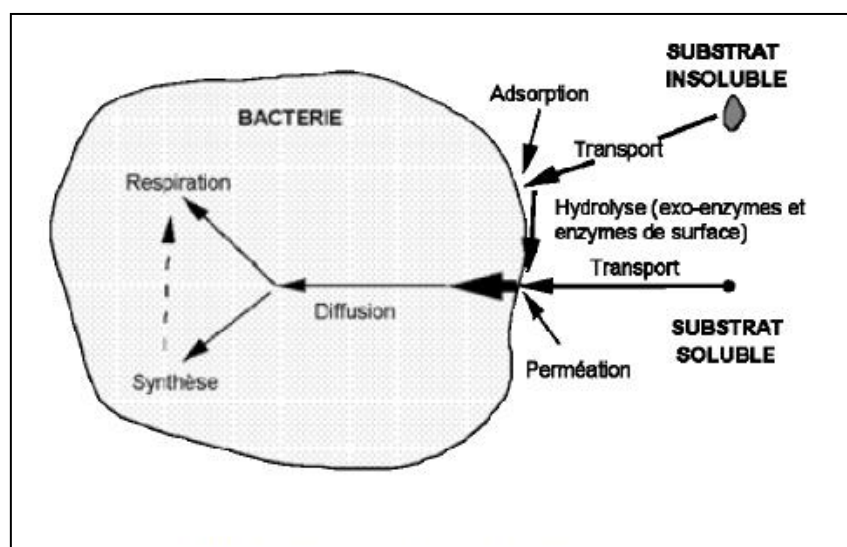 SUBSTRAT
INSOLUBLE
Adsorption
BACTERIE
Transport
Respiration
Hydrolyse (exo-enzymes et
enzymes de surface)
Transport
Diffusion
SUBSTRAT
SOLUBLE
Perméation
Synthèse